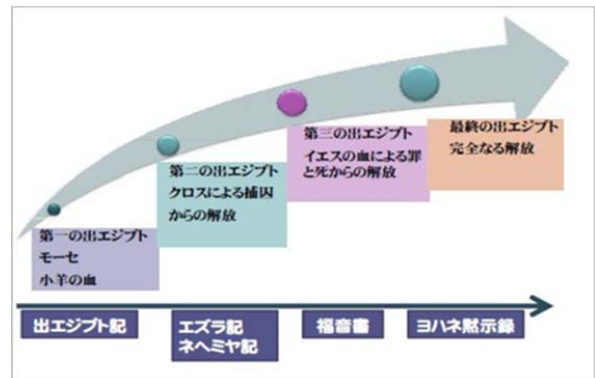 第一の出エジプト
モーセ
小羊の血
第二の出エジプト
クロスによる捕囚
からの解放
第三の出エジプト
イエスの血による罪
と死からの解放
最終の出エジプト
完全なる解放
出エジプト記
エズラ記
ネヘミヤ記
福音書
ヨハネ黙示録